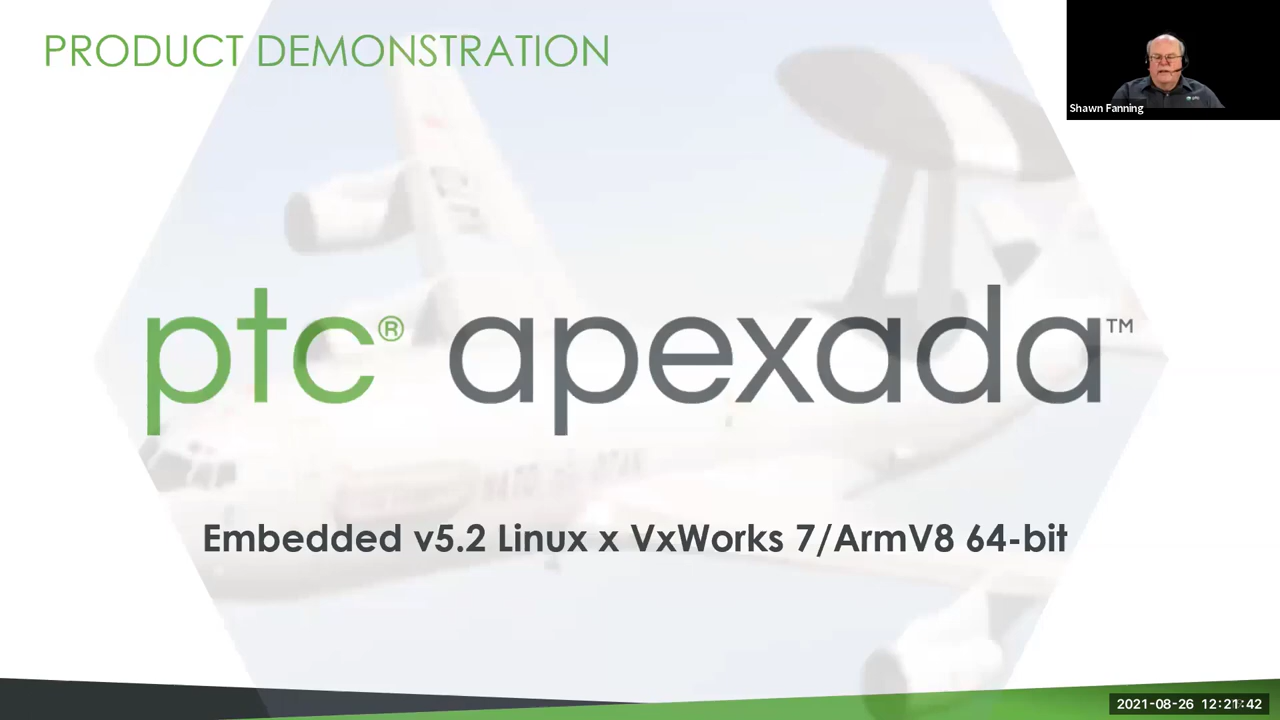 PRODUCT DEMONSTRATION
Shawn Fanning
ptc® apexada™
Embedded v5.2 Linux x VxWorks 7/ArmV8 64-bit
2021-08-26 12:21:42